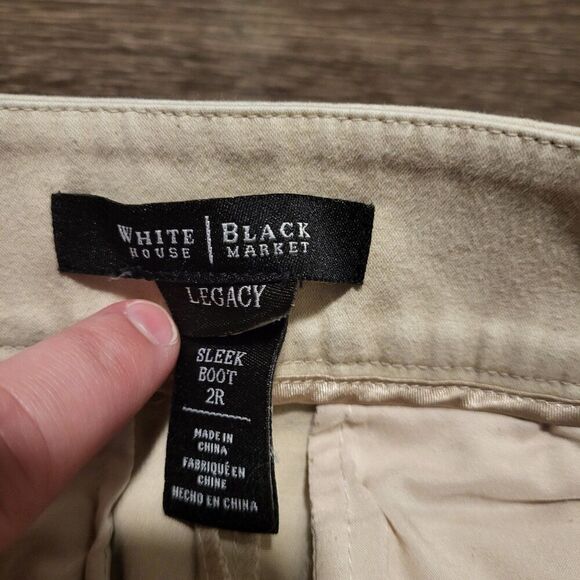 WHITE | BLACK
HOUSE MARKET
LEGACY
SLEEK
BOOT
2R
MADE IN
CHINA
FABRIQUÉ EN
CHINE
HECHO EN CHINA